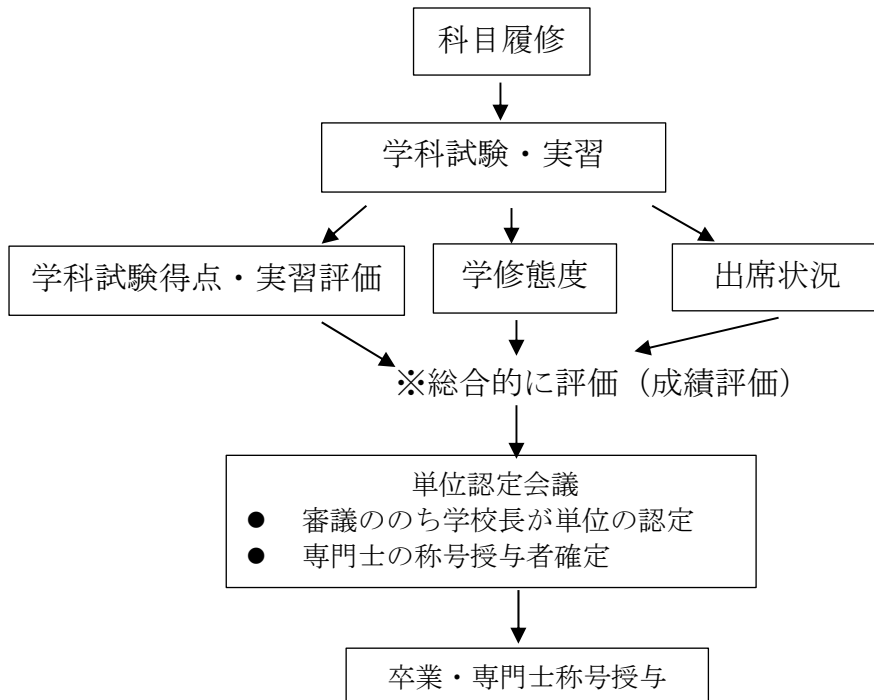 科目履修
学科試験・実習
学科試験得点・実習評価
学修態度
出席状況
※総合的に評価（成績評価）
単位認定会議
● 審議ののち学校長が単位の認定
● 専門士の称号授与者確定
卒業・専門士称号授与